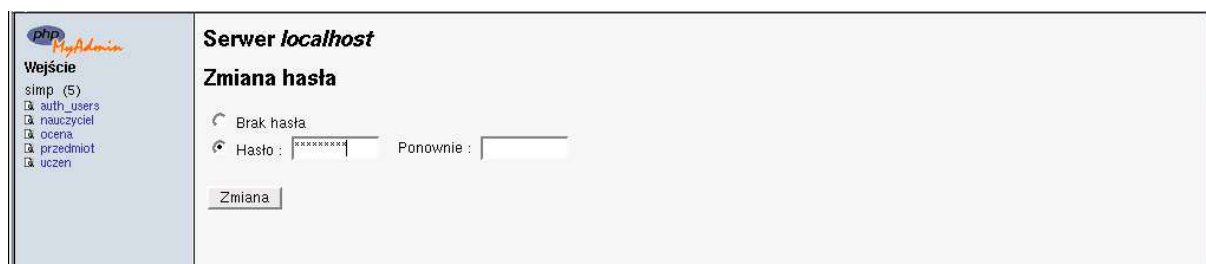 php
MyAdmin
Wejście
simp (5)
auth_users
nauczyciel
ocena
przedmiot
uczen
Serwer localhost
Zmiana hasła
Brak hasła
Hasło : ********* Ponownie :
Zmiana